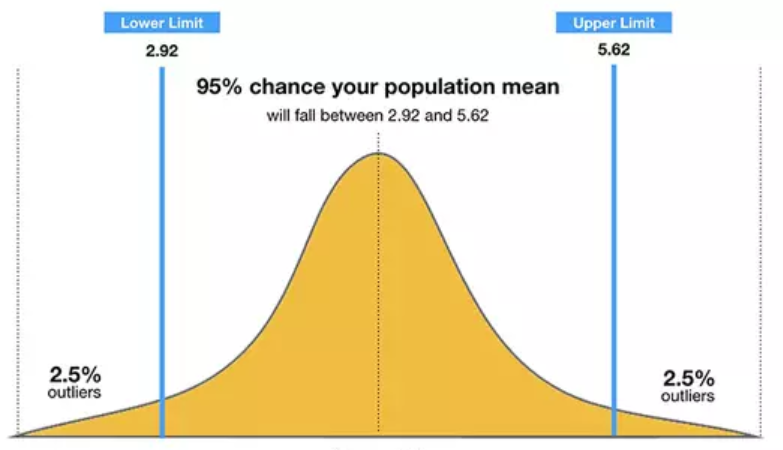 Lower Limit
Upper Limit
2.92
5.62
95% chance your population mean
will fall between 2.92 and 5.62
2.5%
outliers
2.5%
outliers